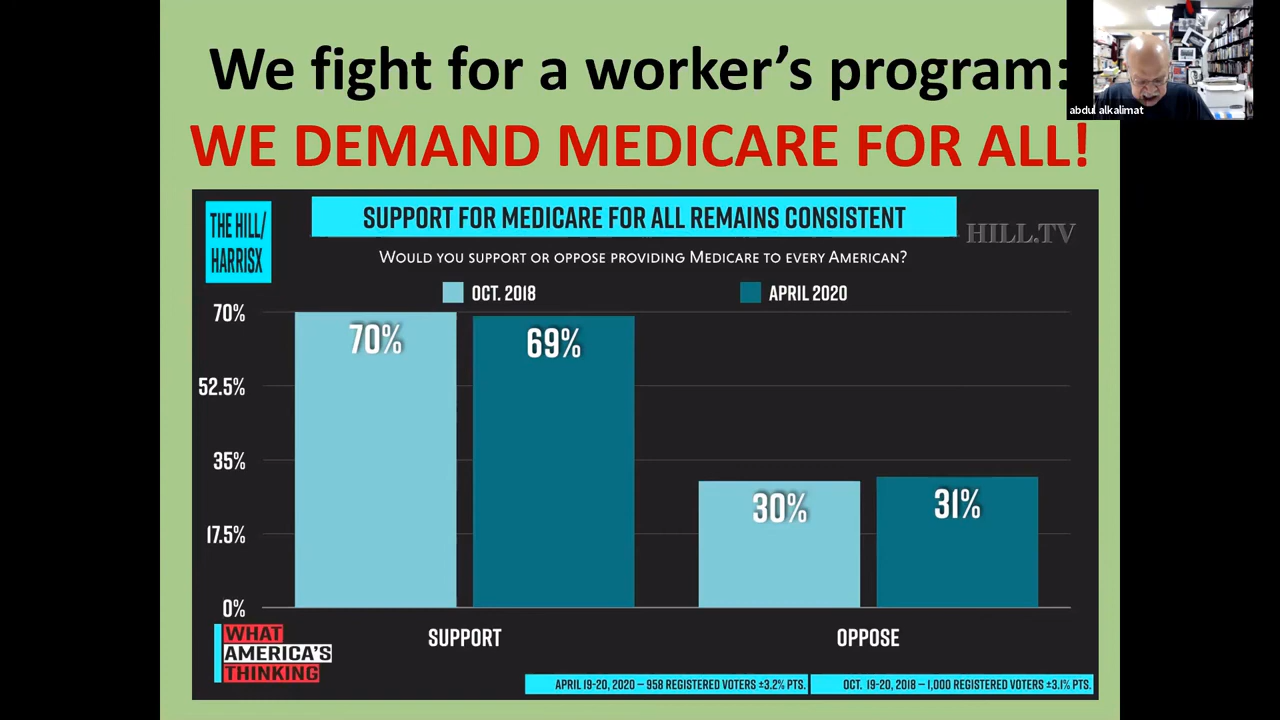 We fight for a worker’s program:
abdul alkalimat
WE DEMAND MEDICARE FOR ALL!
THE HILL/
HARRISX
SUPPORT FOR MEDICARE FOR ALL REMAINS CONSISTENT
HILL.TV
WOULD YOU SUPPORT OR OPPOSE PROVIDING MEDICARE TO EVERY AMERICAN?
OCT. 2018 APRIL 2020
70%
52.5%
35%
17.5%
0%
70% 69% 30% 31%
SUPPORT OPPOSE
WHAT
AMERICA'S
THINKING
APRIL 19-20, 2020 – 958 REGISTERED VOTERS ±3.2% PTS.
OCT. 19-20, 2018 – 1,000 REGISTERED VOTERS ±3.1% PTS.